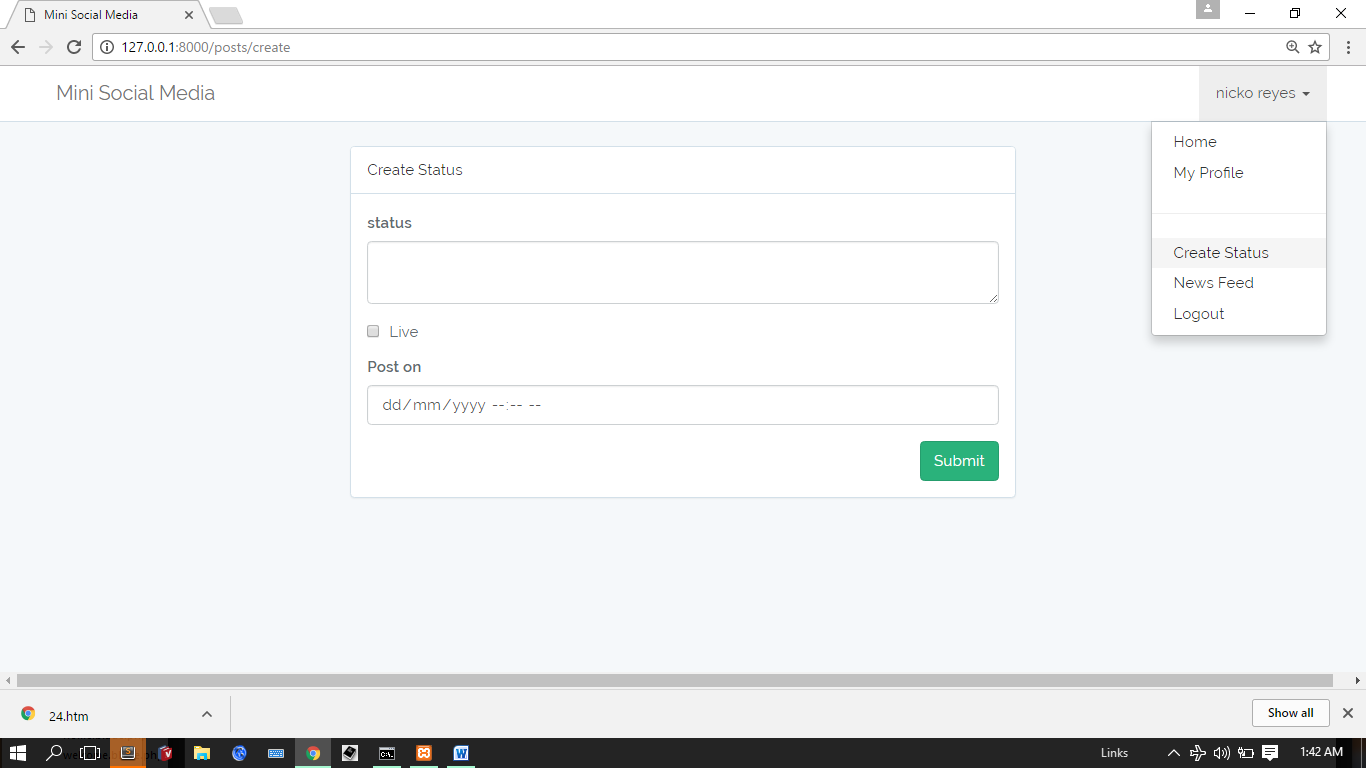 Mini Social Media
127.0.0.1:8000/posts/create
Mini Social Media
nicko reyes
Home
My Profile
Create Status
News Feed
Logout
Create Status
status
Live
Post on
dd/mm/yyyy --:-- --
Submit
24.htm
Show all
Links
1:42 AM